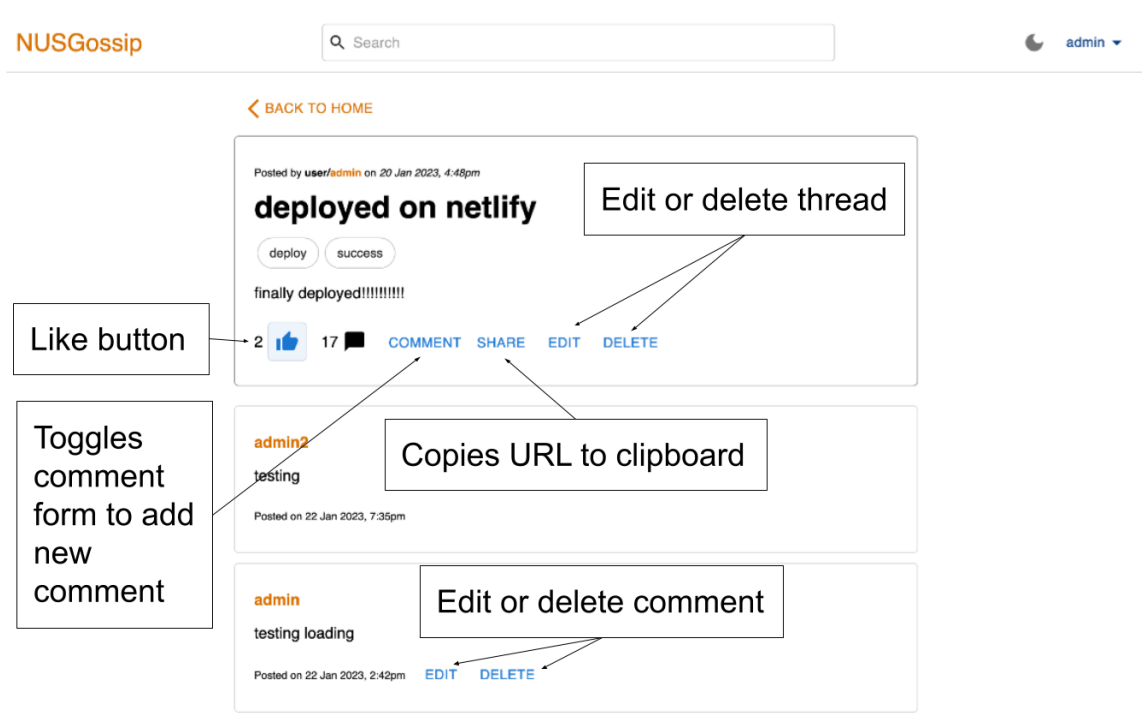 NUSGossip
Search
admin
BACK TO HOME
Posted by user/admin on 20 Jan 2023, 4:48pm
deployed on netlify
deploy success
finally deployed!!!!!!!!!!
2 17 COMMENT SHARE EDIT DELETE
Edit or delete thread
Like button
Toggles
comment
form to add
new
comment
Copies URL to clipboard
admin2
testing
Posted on 22 Jan 2023, 7:35pm
Edit or delete comment
admin
testing loading
Posted on 22 Jan 2023, 2:42pm EDIT DELETE